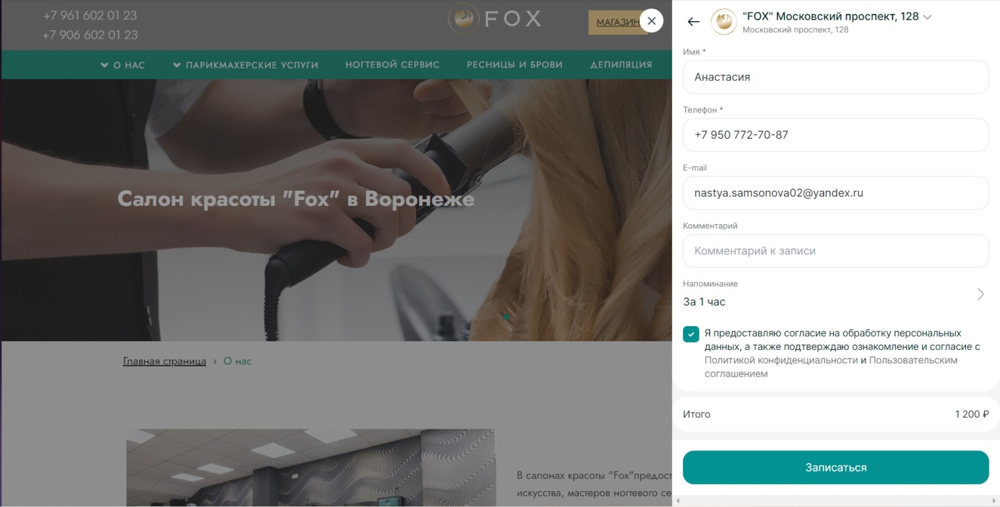 +7 961 602 01 23
+7 906 602 01 23
FOX
МАГАЗИН
О НАС
ПАРИКМАХЕРСКИЕ УСЛУГИ
НОГТЕВОЙ СЕРВИС
РЕСНИЦЫ И БРОВИ
ДЕПИЛЯЦИЯ
Салон красоты "Fox" в Воронеже
Главная страница › О нас
В салонах красоты "Fox"предост
искусства, мастеров ногтевого се
"FOX" Московский проспект, 128
Московский проспект, 128
Имя *
Анастасия
Телефон *
+7 950 772-70-87
E-mail
nastya.samsonova02@yandex.ru
Комментарий
Комментарий к записи
Напоминание
За 1 час
Я предоставляю согласие на обработку персональных
данных, а также подтверждаю ознакомление и согласие с
Политикой конфиденциальности и Пользовательским
соглашением
Итого 1 200 ₽
Записаться